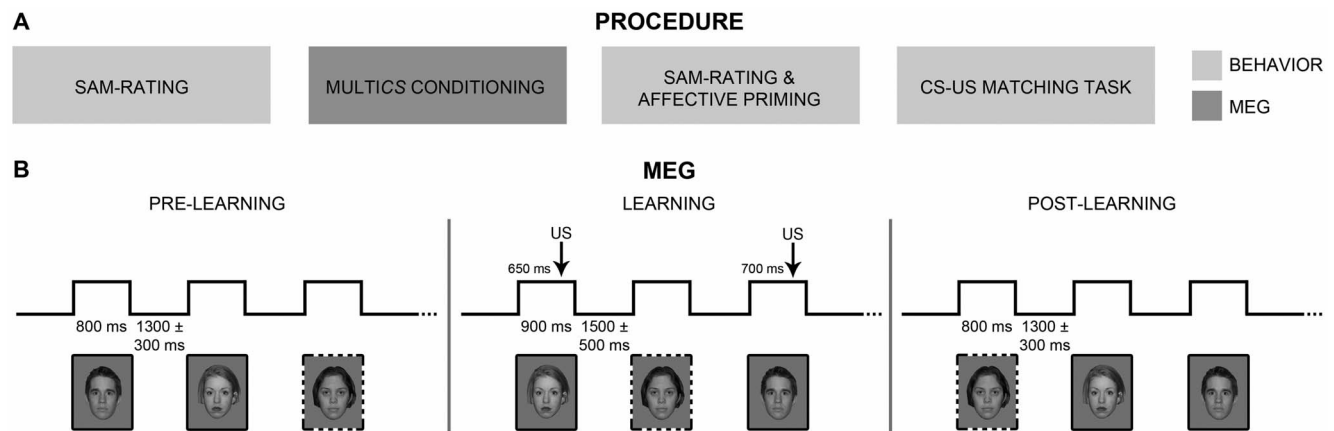 A
PROCEDURE
SAM-RATING
MULTICS CONDITIONING
SAM-RATING &
AFFECTIVE PRIMING
CS-US MATCHING TASK
BEHAVIOR
MEG
B
MEG
PRE-LEARNING
LEARNING
POST-LEARNING
US
US
650 ms
700 ms
800 ms
1300 ±
300 ms
900 ms
1500 ±
500 ms
800 ms
1300 ±
300 ms